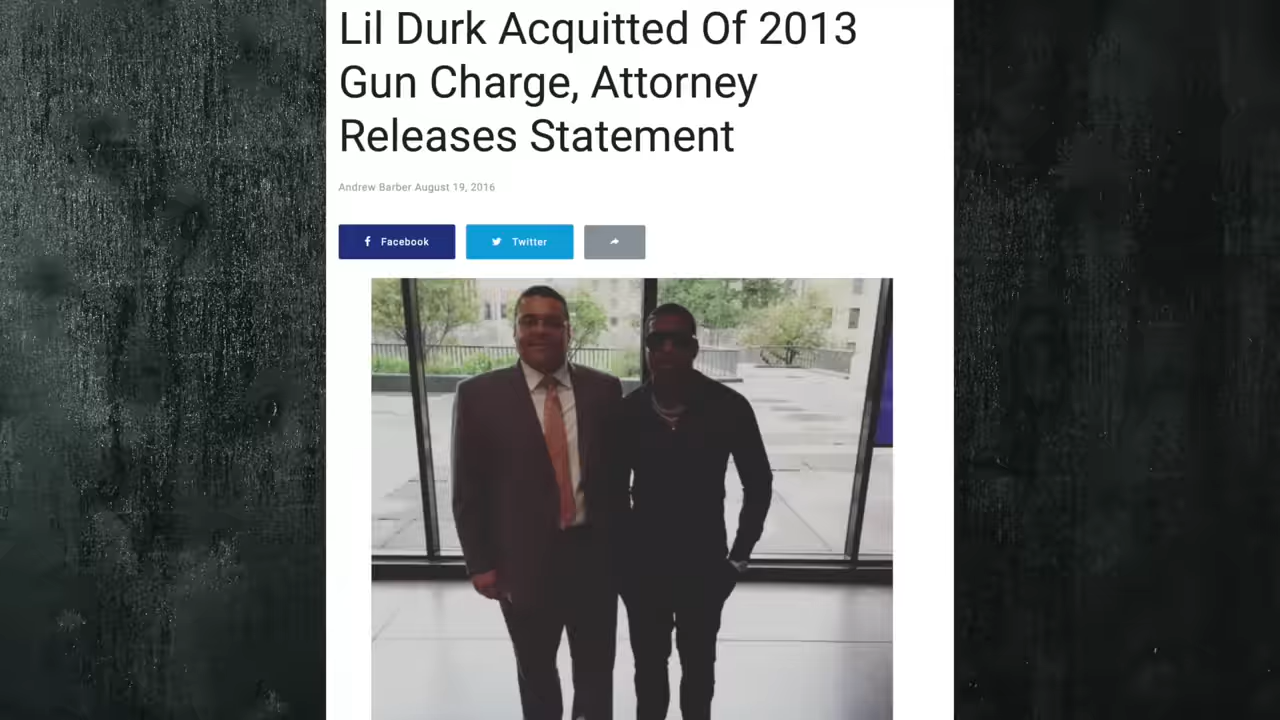 Lil Durk Acquitted Of 2013
Gun Charge, Attorney
Releases Statement
Andrew Barber August 19, 2016
Facebook
Twitter